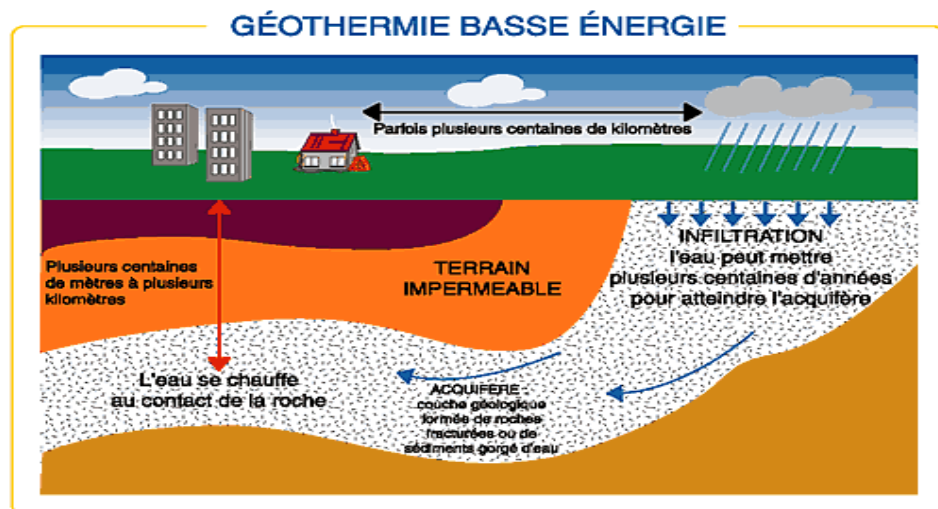 GÉOTHERMIE BASSE ÉNERGIE
Parfois plusieurs centaines de kilomètres
INFILTRATION
l'eau peut mettre
plusieurs centaines d'années
pour atteindre l'acquifère
TERRAIN
IMPERMEABLE
Plusieurs centaines
de mètres à plusieurs
kilomètres
L'eau se chauffe
au contact de la roche
ACQUIFERE
couche géologique
formée de roches
fracturées ou de
sédiments gorgé d'eau